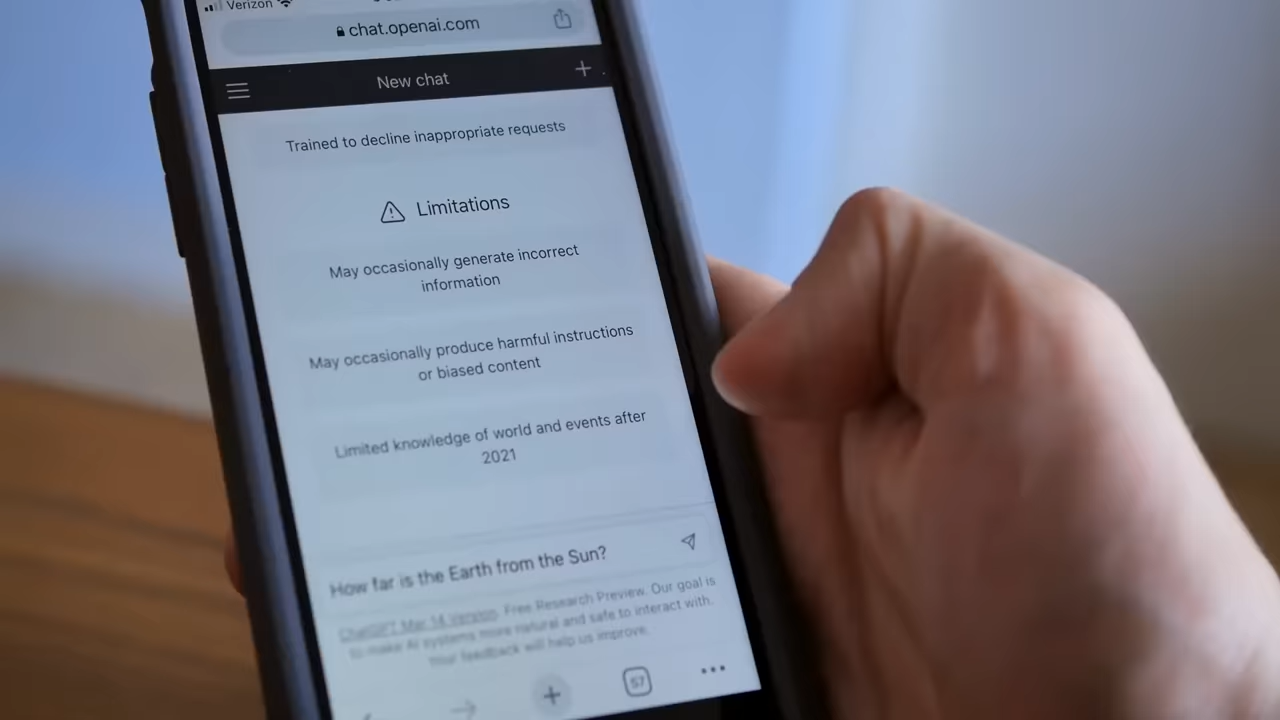 Verizon
chat.openai.com
New chat
Trained to decline inappropriate requests
Limitations
May occasionally generate incorrect
information
May occasionally produce harmful instructions
or biased content
Limited knowledge of world and events after
2021
How far is the Earth from the Sun?
ChatGPT Mar 14 Version. Free Research Preview. Our goal is
to make AI systems more natural and safe to interact with.
Your feedback will help us improve.
57